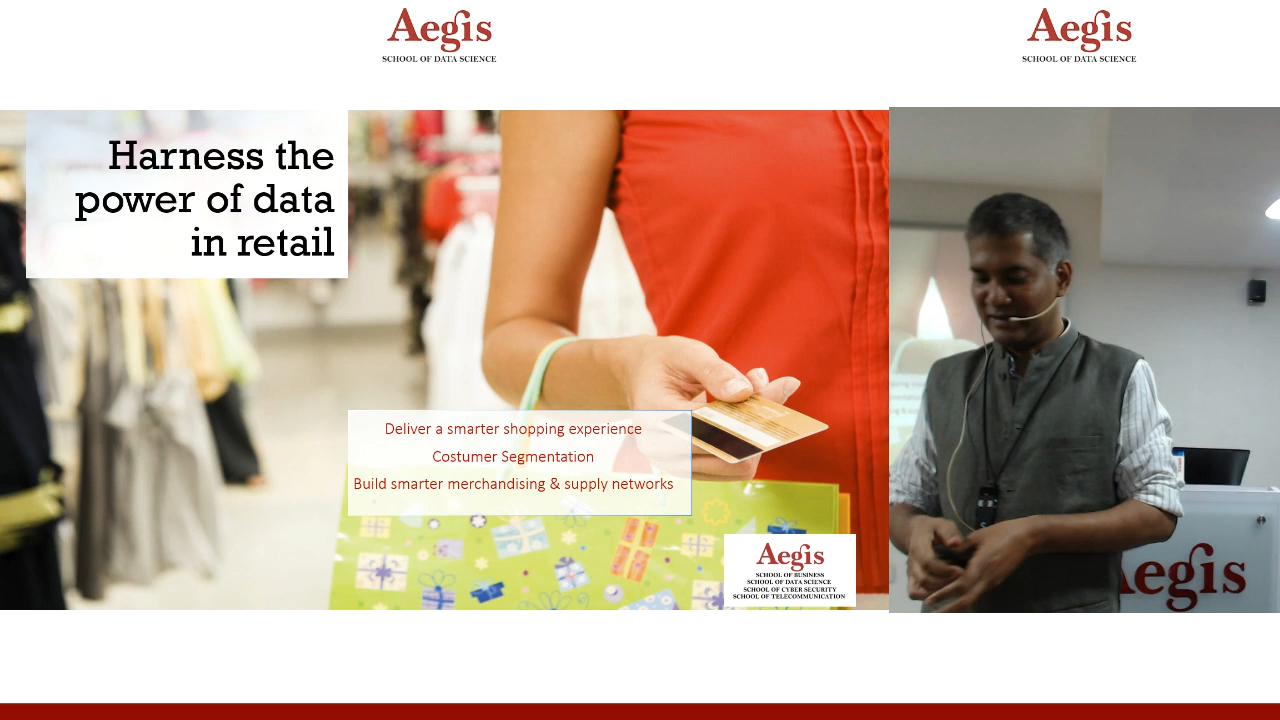 Aegis
SCHOOL OF DATA SCIENCE
Aegis
SCHOOL OF DATA SCIENCE
Harness the
power of data
in retail
Deliver a smarter shopping experience
Costumer Segmentation
Build smarter merchandising & supply networks
Aegis
SCHOOL OF BUSINESS
SCHOOL OF DATA SCIENCE
SCHOOL OF CYBER SECURITY
SCHOOL OF TELECOMMUNICATION
Aegis